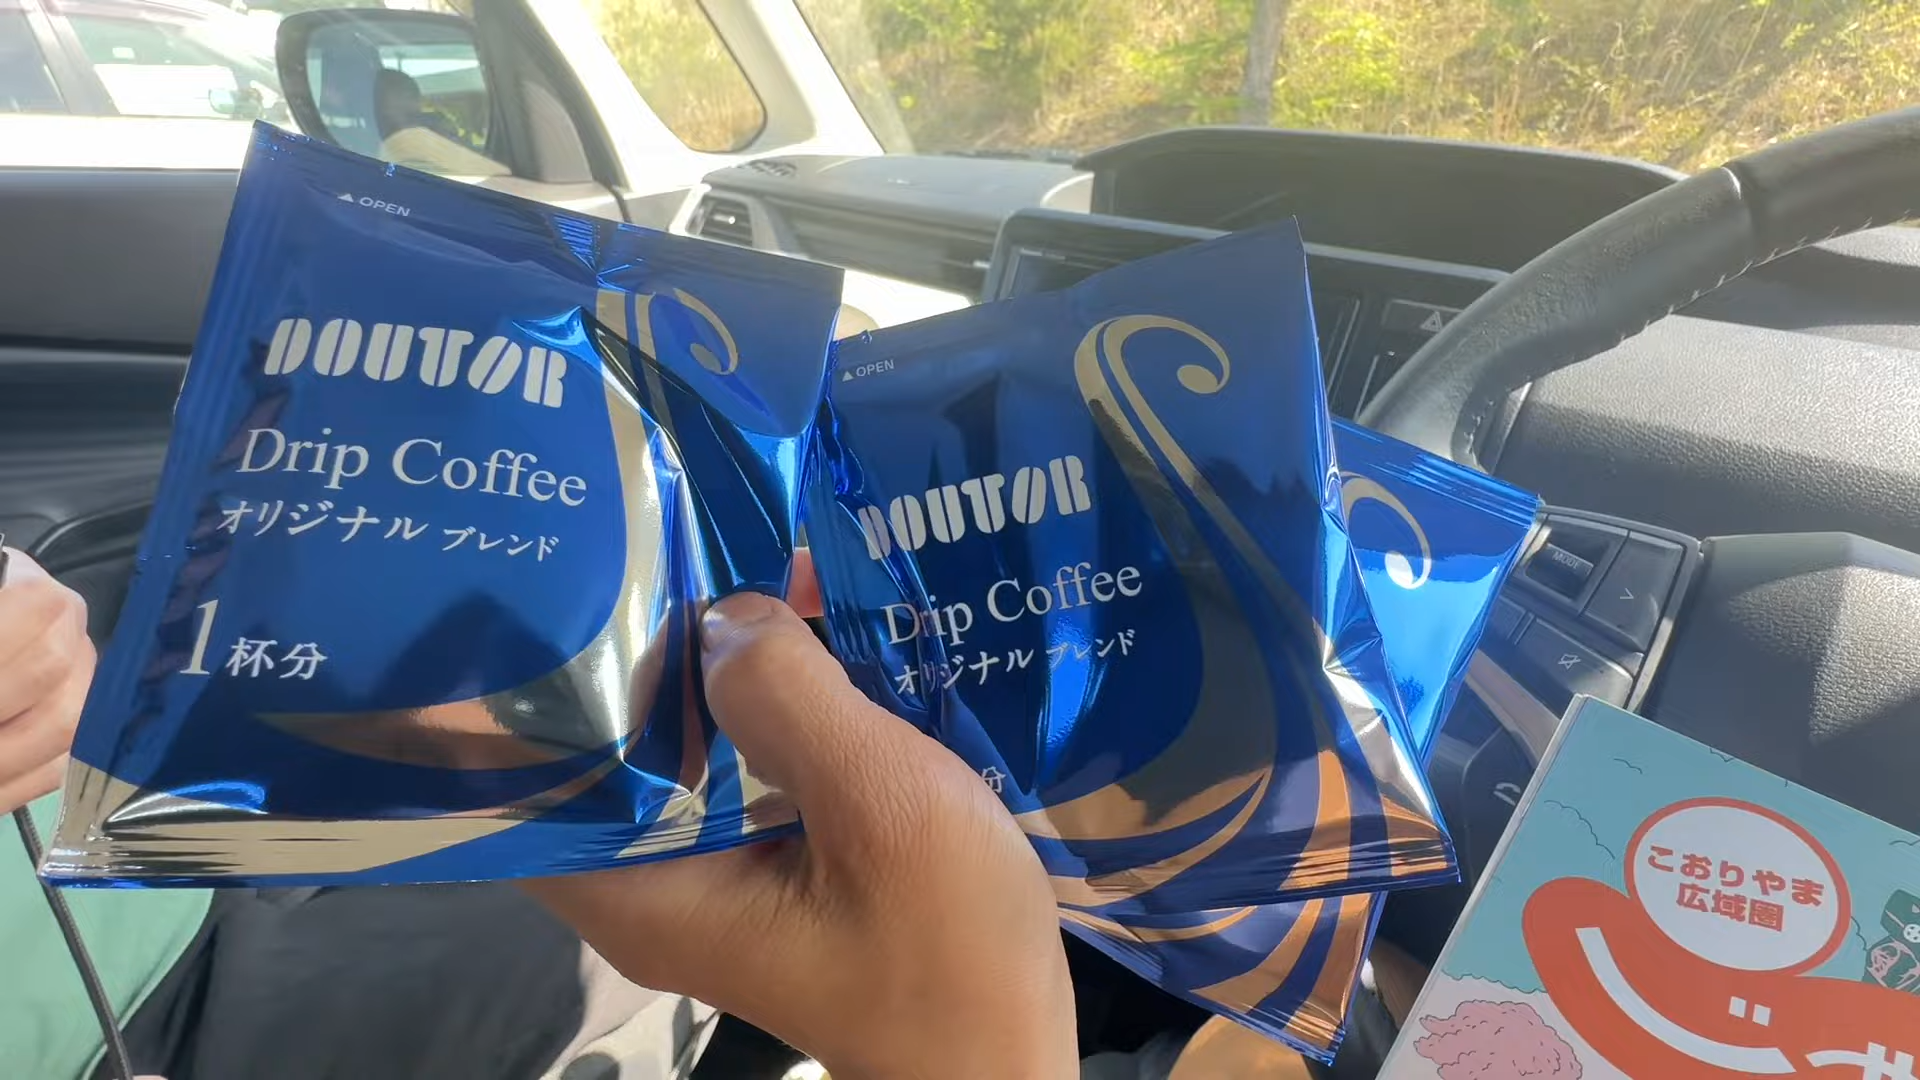 ▲ OPEN
DOUTOR
Drip Coffee
オリジナル ブレンド
1杯分
▲ OPEN
DOUTOR
Drip Coffee
オリジナル ブレンド
分
MODE
こおりやま
広域圏